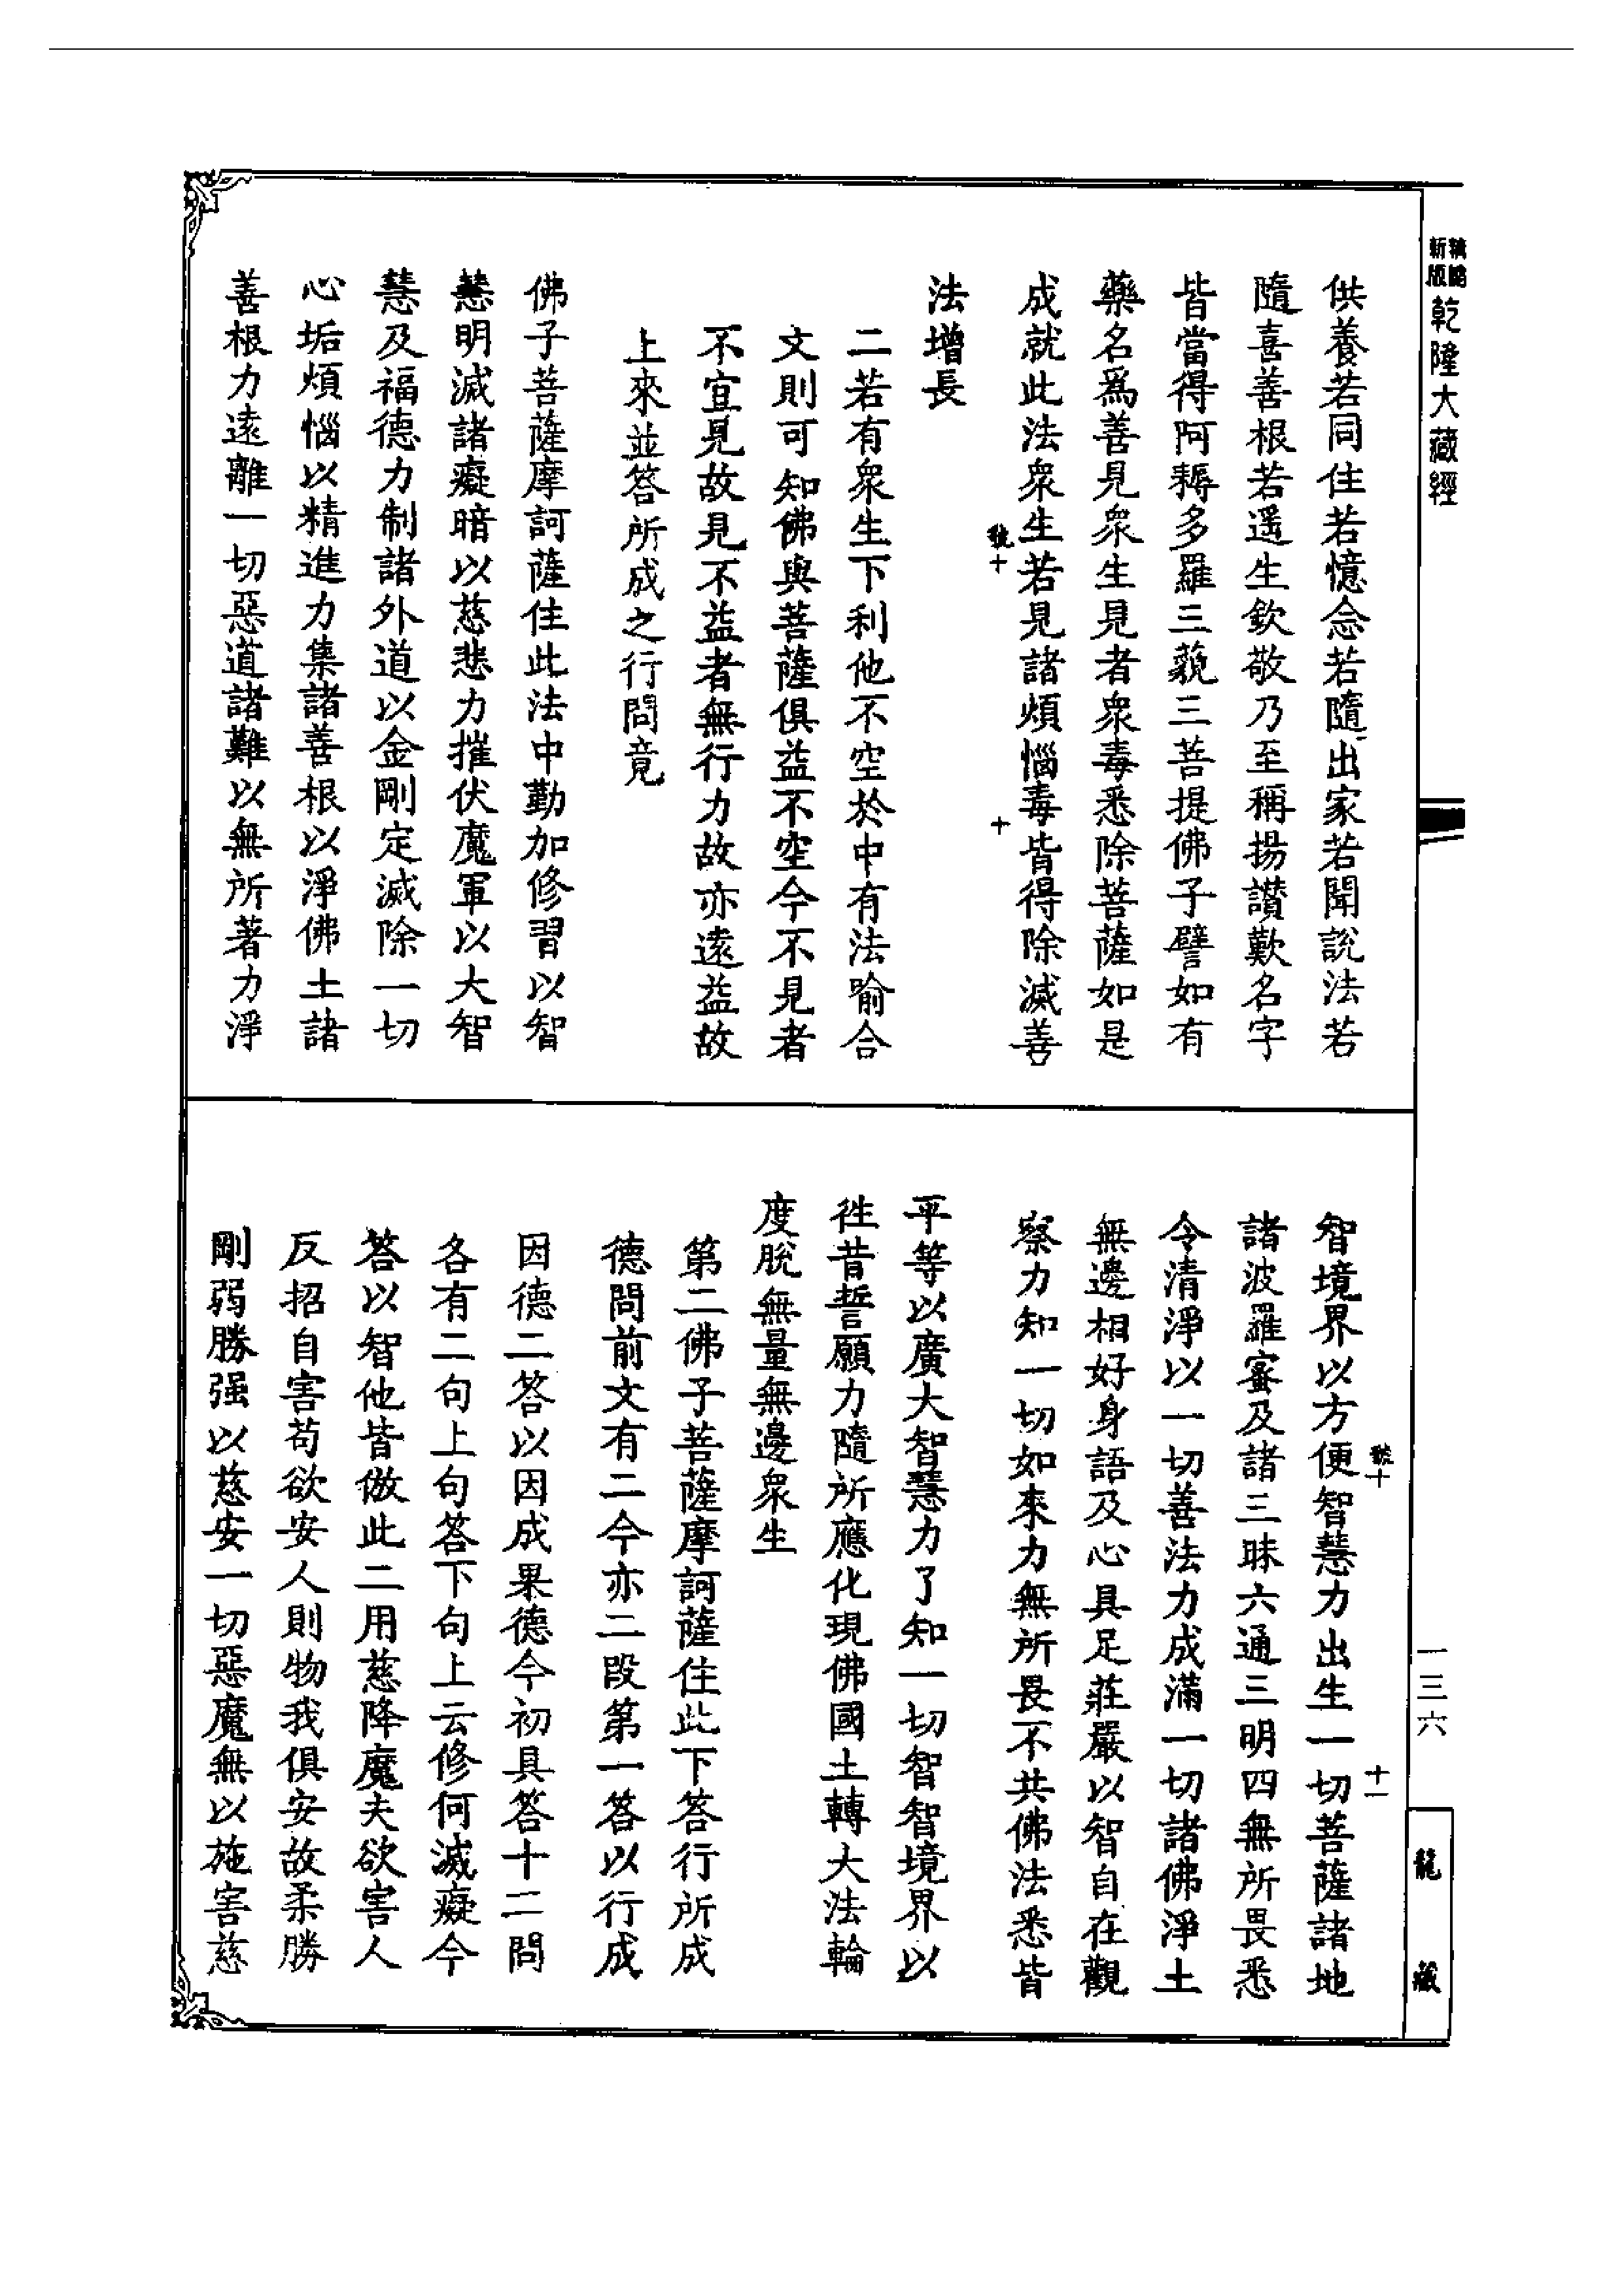 精縮
新版
乾隆大藏經
供養若同住若憶念若隨出家若聞說法若
隨喜善根若遥生欽敬乃至稱揚讃歎名字
皆當得阿耨多羅三藐三菩提佛子譬如有
藥名爲善見衆生見者衆毒悉除菩薩如是
成就此法衆生若見諸煩惱毒皆得除滅善
號十
十
法增長
二若有衆生下利他不空於中有法喻合
文則可知佛與菩薩俱益不空今不見者
不宜見故見不益者無行力故亦遠益故
上來並答所成之行問竟
佛子菩薩摩訶薩住此法中勤加修習以智
慧明滅諸癡暗以慈悲力摧伏魔軍以大智
慧及福德力制諸外道以金剛定滅除一切
心垢煩惱以精進力集諸善根以淨佛土諸
善根力遠離一切惡道諸難以無所著力淨
一三六
龍藏
號十
十一
智境界以方便智慧力出生一切菩薩諸地
諸波羅蜜及諸三昧六通三明四無所畏悉
令清淨以一切善法力成滿一切諸佛淨土
無邊相好身語及心具足莊嚴以智自在觀
察力知一切如來力無所畏不共佛法悉皆
平等以廣大智慧力了知一切智智境界以
徃昔誓願力隨所應化現佛國土轉大法輪
度脫無量無邊衆生
第二佛子菩薩摩訶薩住此下答行所成
德問前文有二今亦二段第一答以行成
因德二答以因成果德今初具答十二問
各有二句上句答下句上云修何滅癡今
答以智他皆倣此二用慈降魔夫欲害人
反招自害苟欲安人則物我俱安故柔勝
剛弱勝强以慈安一切惡魔無以施害慈